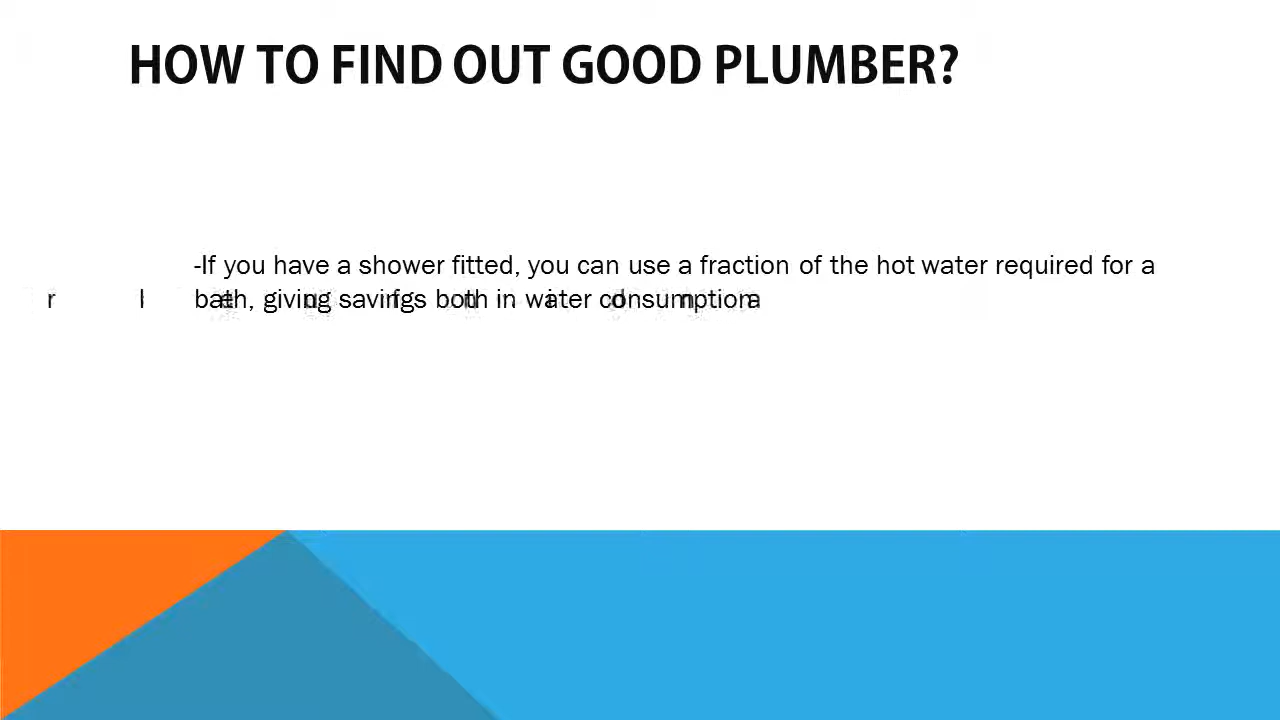 HOW TO FIND OUT GOOD PLUMBER?
-If you have a shower fitted, you can use a fraction of the hot water required for a
bath, giving savings both in water consumption